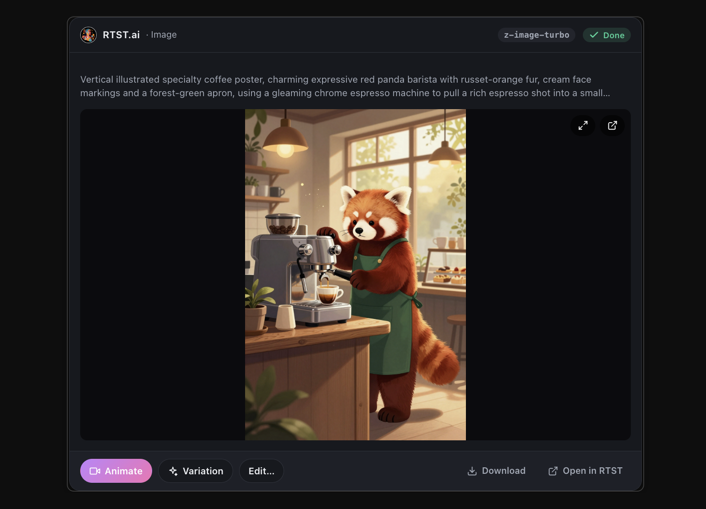 RTST.ai · Image
z-image-turbo
Done
Vertical illustrated specialty coffee poster, charming expressive red panda barista with russet-orange fur, cream face
markings and a forest-green apron, using a gleaming chrome espresso machine to pull a rich espresso shot into a small...
Animate
Variation
Edit...
Download
Open in RTST